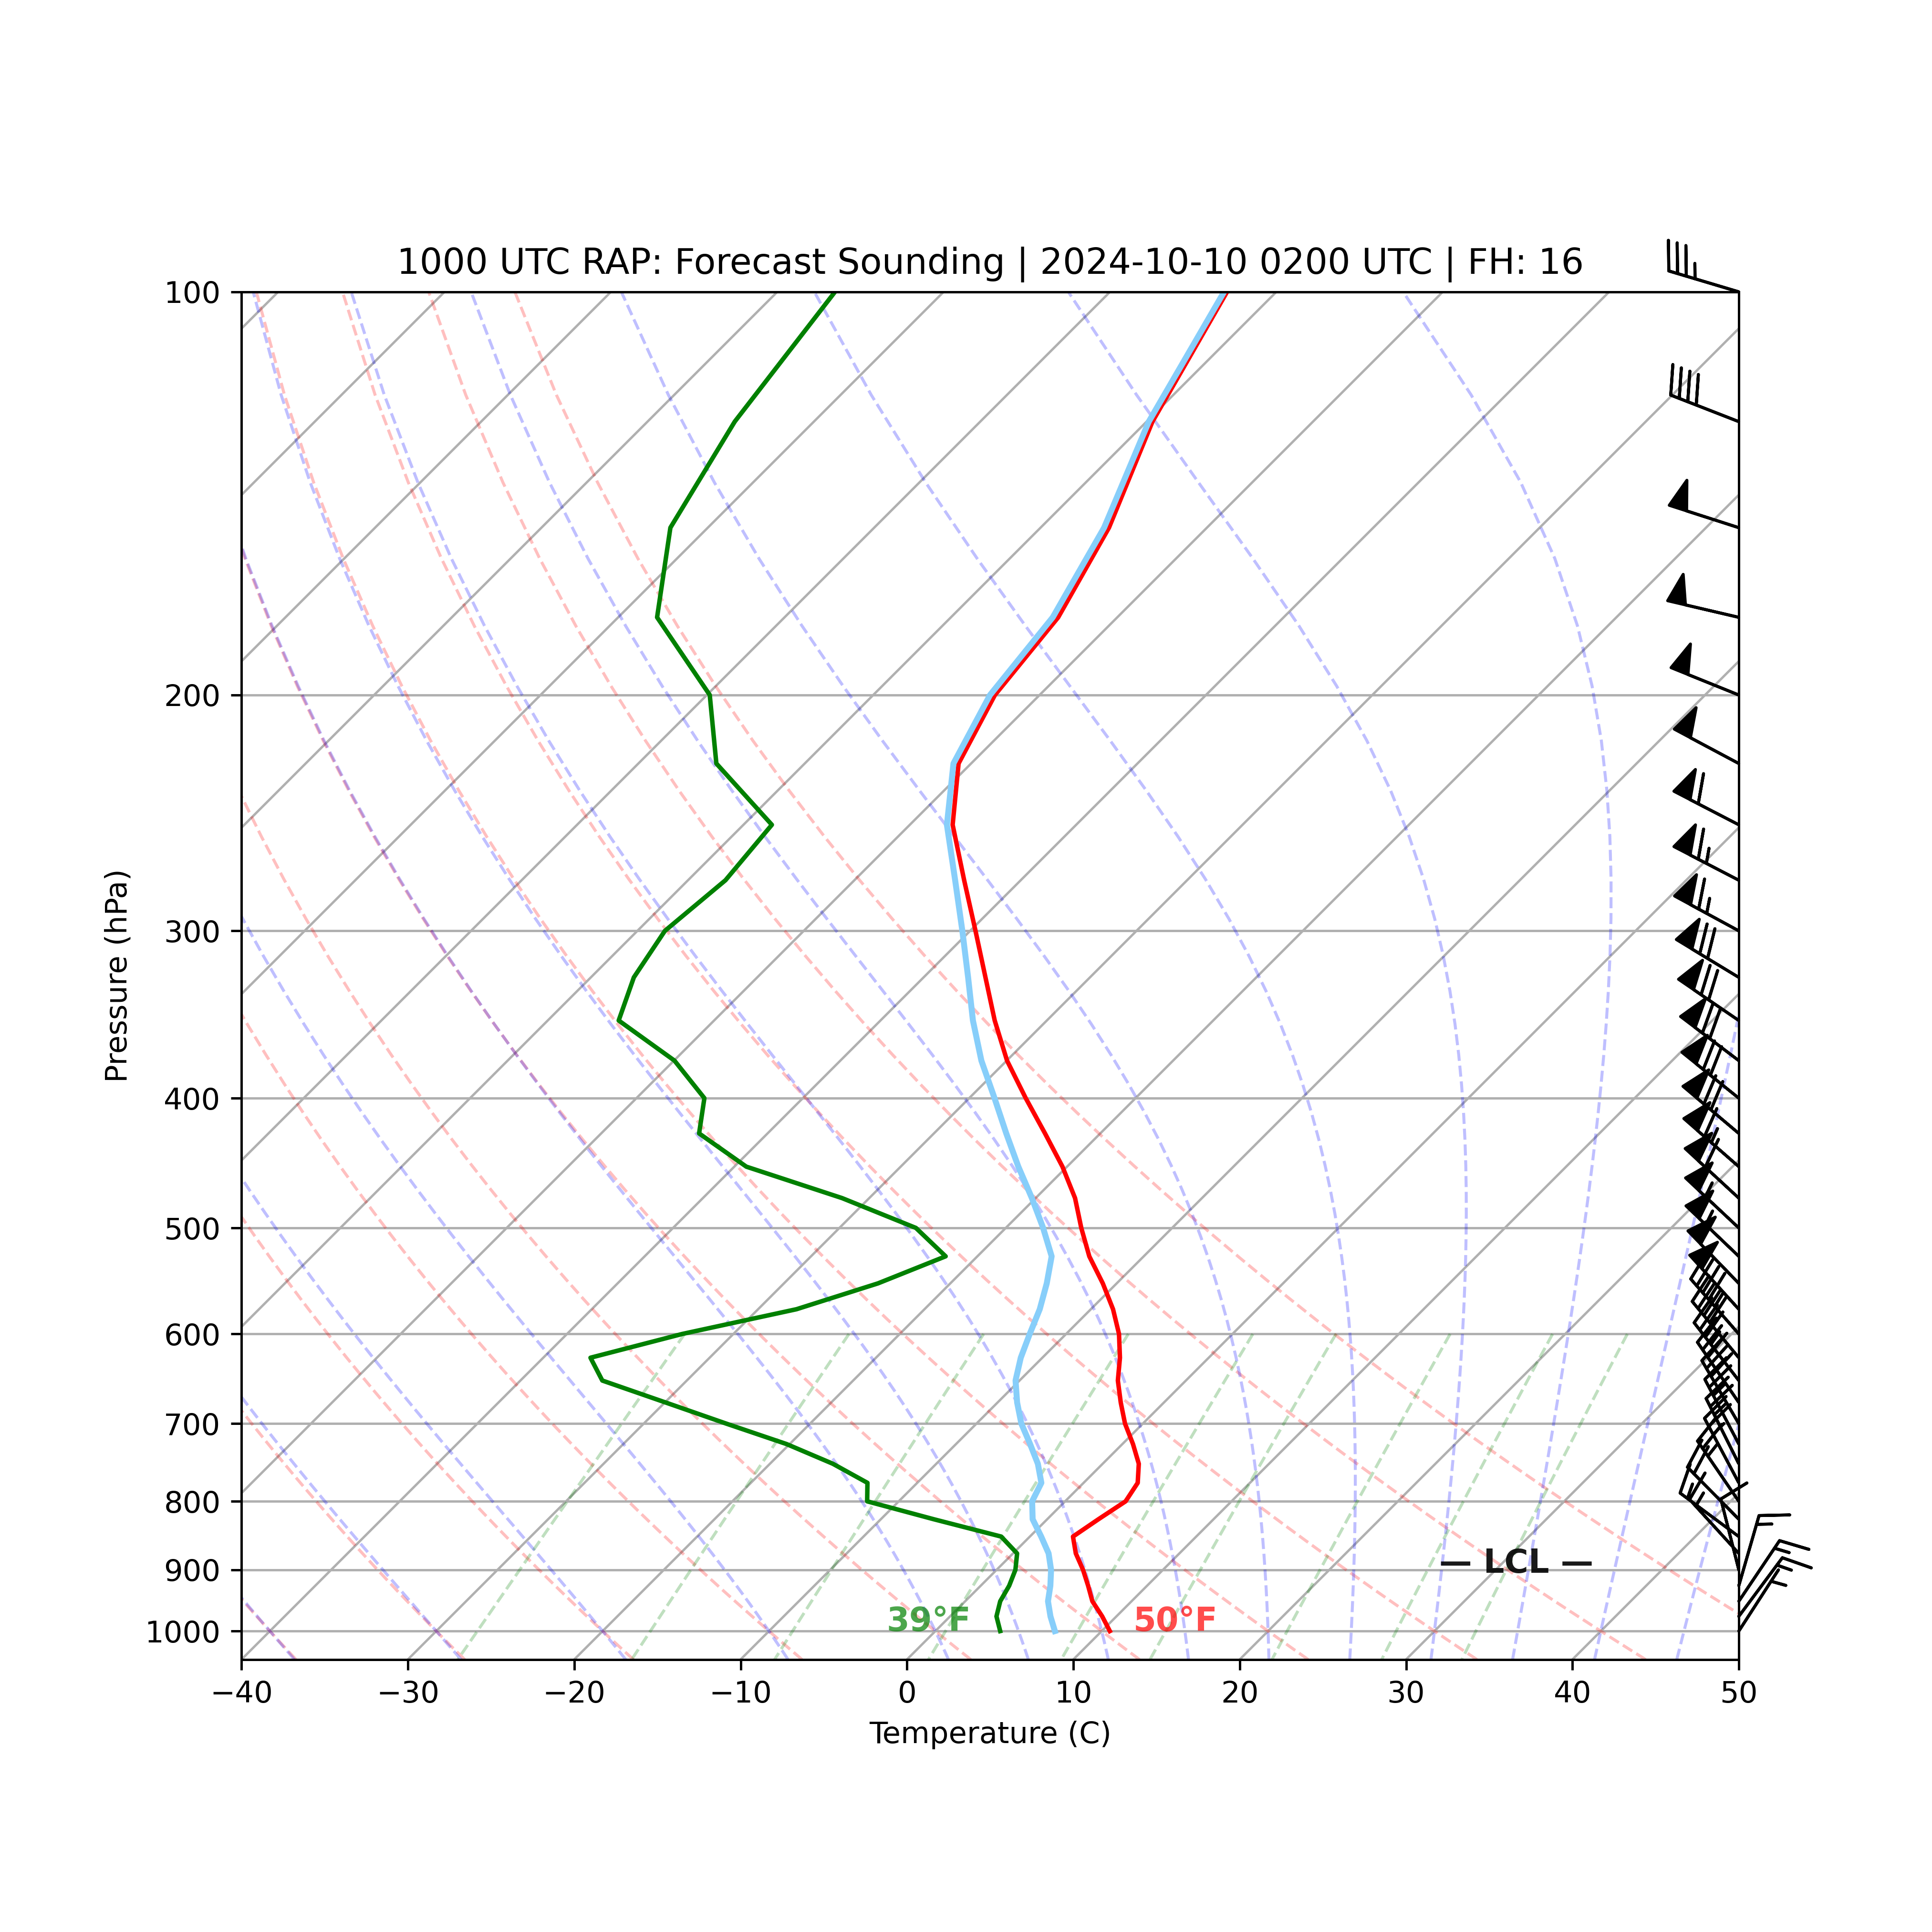 1000 UTC RAP: Forecast Sounding | 2024-10-10 0200 UTC | FH: 16
100
200
300
400
500
600
700
800
900
1000
Pressure (hPa)
— LCL —
39°F
50°F
−40 −30 −20 −10 0 10 20 30 40 50
Temperature (C)